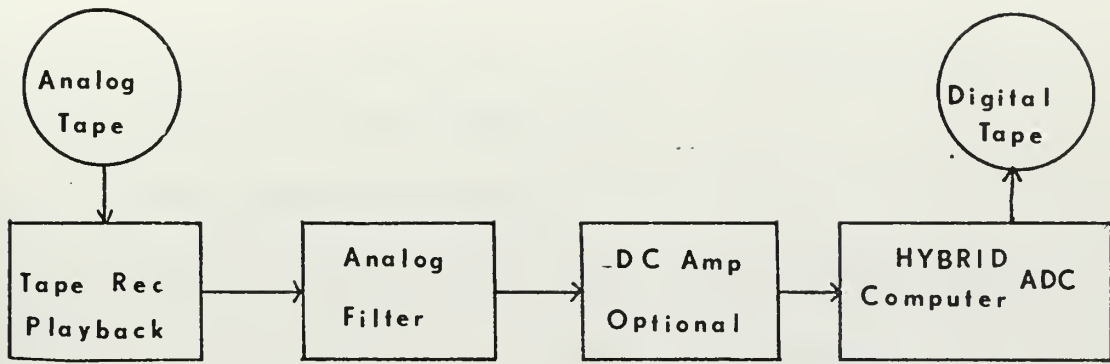 Analog
Tape
Tape Rec
Playback
Analog
Filter
DC Amp
Optional
HYBRID
Computer
ADC
Digital
Tape